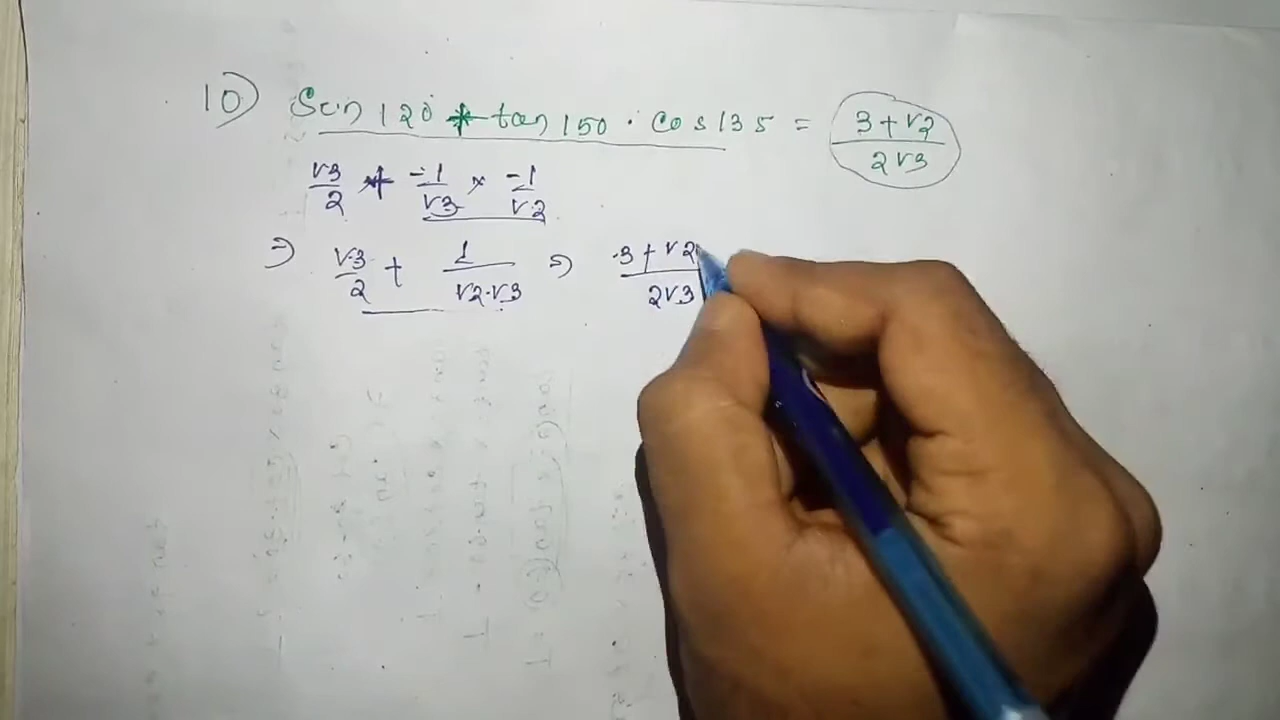 10) Sin 120 + tan 150 · cos 135 = (3+√2)/(2√3)
√3/2 + -1/√3 × -1/√2
⇒ √3/2 + 1/(√2·√3) ⇒ (3+√2)/(2√3)